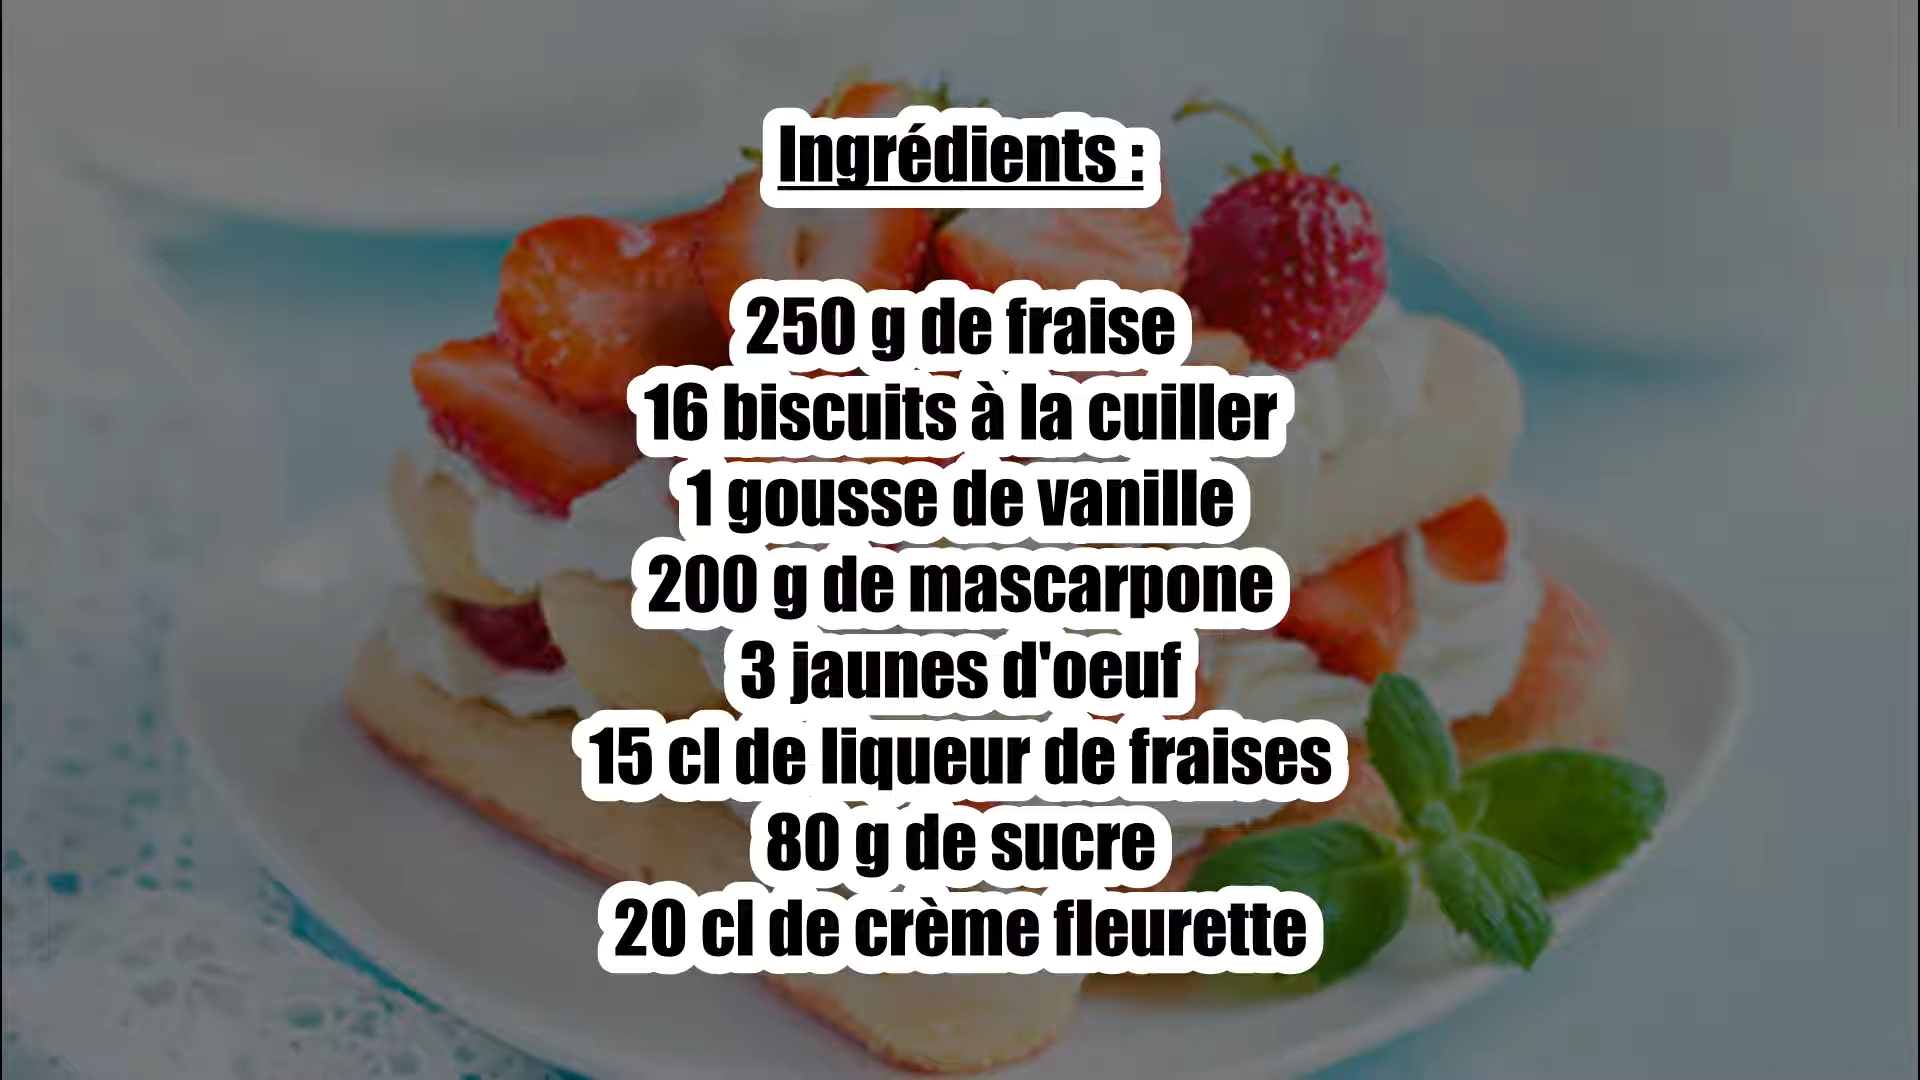 Ingrédients :
250 g de fraise
16 biscuits à la cuiller
1 gousse de vanille
200 g de mascarpone
3 jaunes d'oeuf
15 cl de liqueur de fraises
80 g de sucre
20 cl de crème fleurette